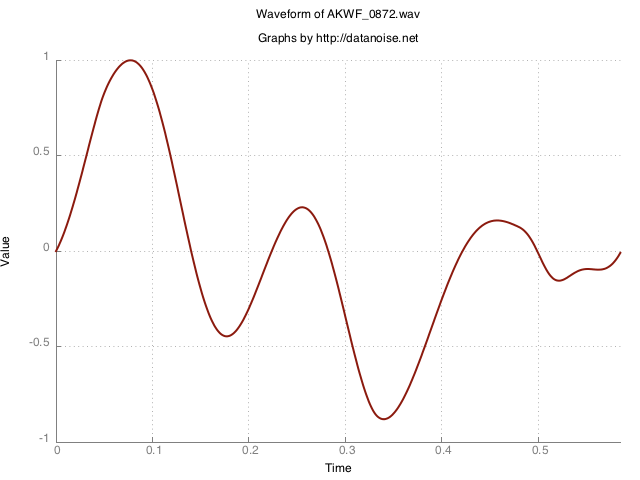 Waveform of AKWF_0872.wav
Graphs by http://datanoise.net
1
0.5
0
-0.5
-1
Value
0 0.1 0.2 0.3 0.4 0.5
Time